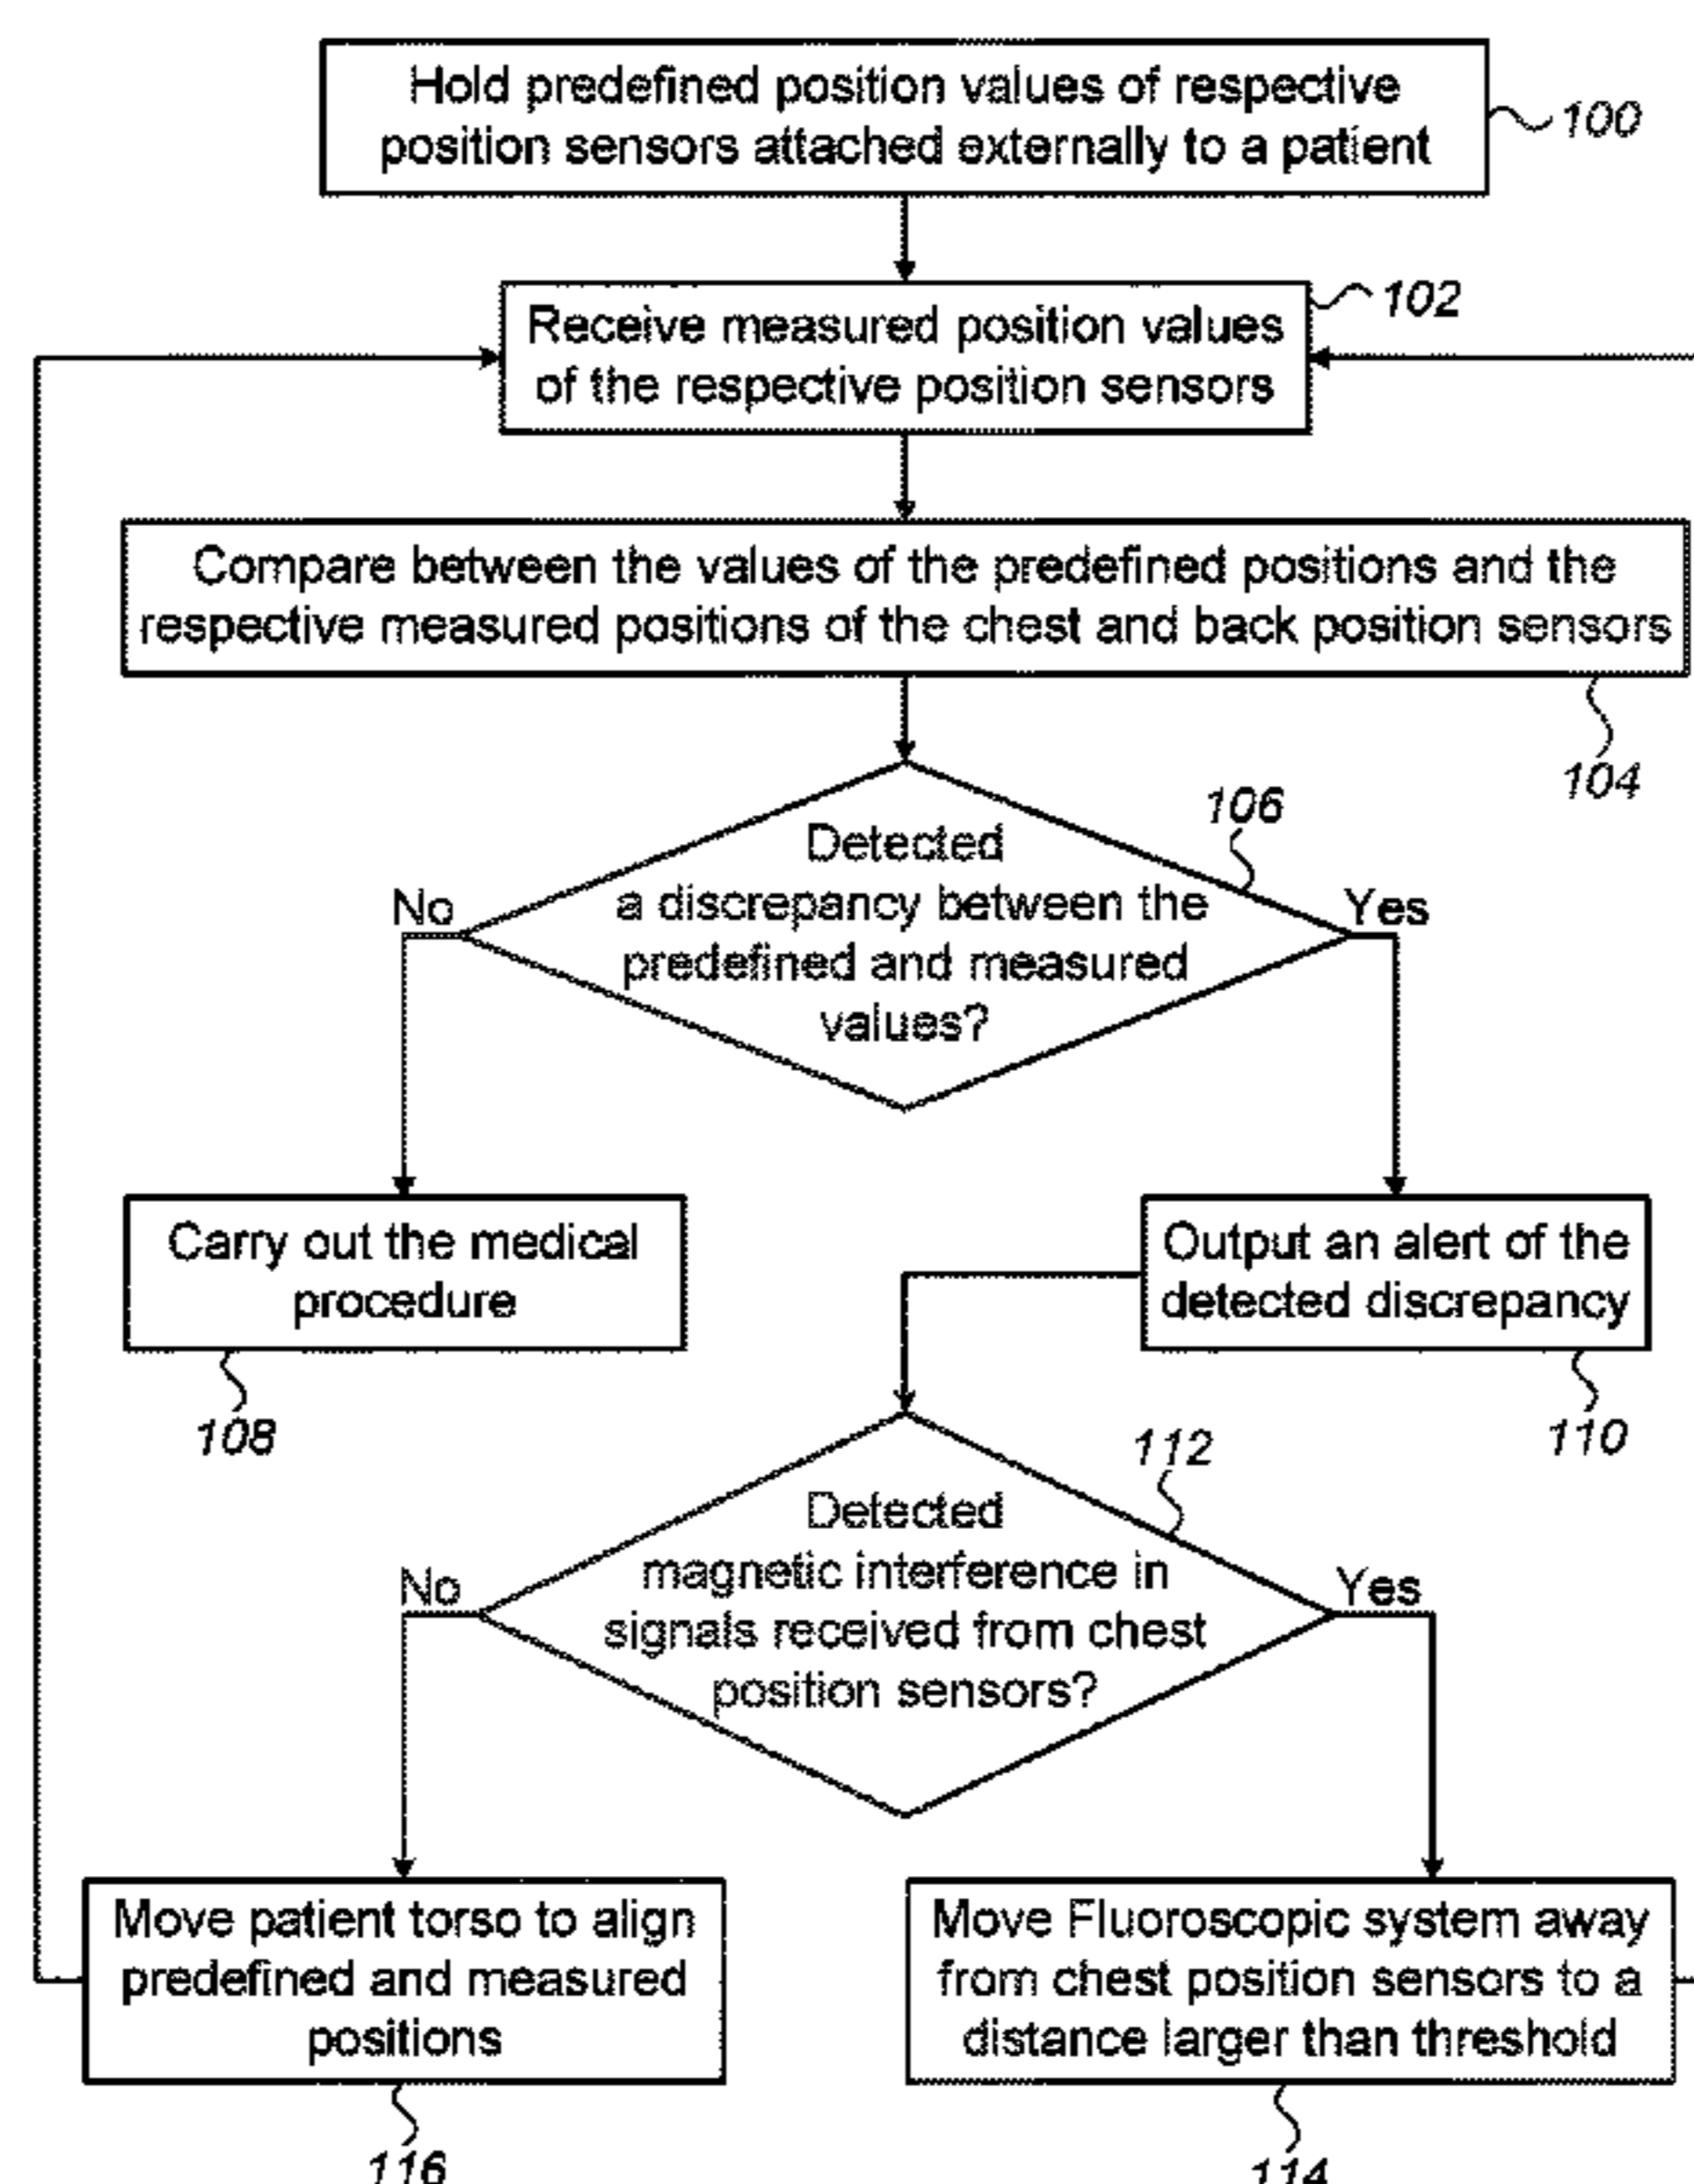 Hold predefined position values of respective
position sensors attached externally to a patient
100
Receive measured position values
of the respective position sensors
102
Compare between the values of the predefined positions and the
respective measured positions of the chest and back position sensors
104
Detected
a discrepancy between the
predefined and measured
values?
106
No
Yes
Carry out the medical
procedure
108
Output an alert of the
detected discrepancy
110
Detected
magnetic interference in
signals received from chest
position sensors?
112
No
Yes
Move patient torso to align
predefined and measured
positions
116
Move Fluoroscopic system away
from chest position sensors to a
distance larger than threshold
114